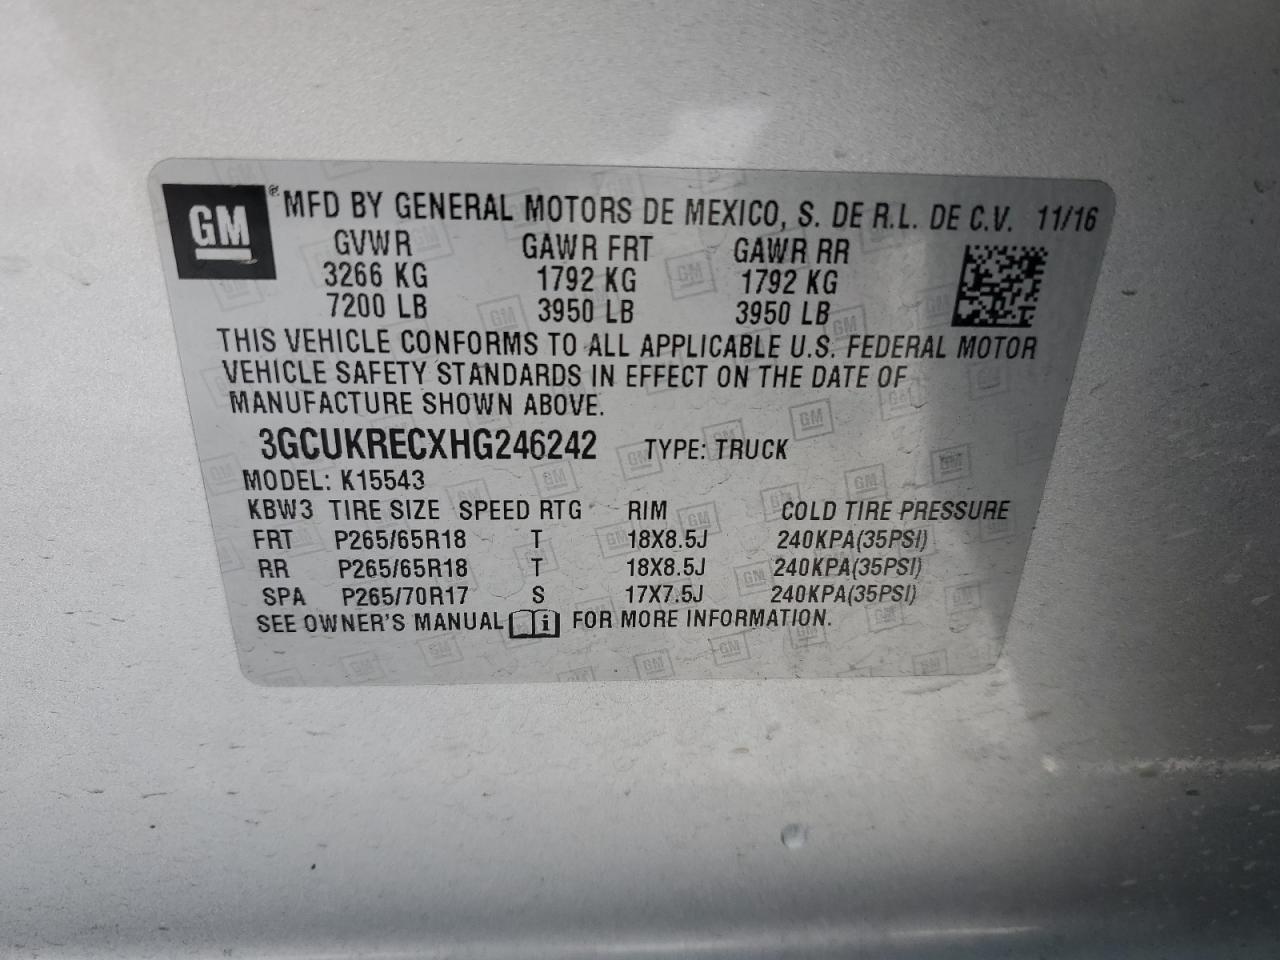 GM ® MFD BY GENERAL MOTORS DE MEXICO, S. DE R.L. DE C.V. 11/16
GVWR GAWR FRT GAWR RR
3266 KG 1792 KG 1792 KG
7200 LB 3950 LB 3950 LB
THIS VEHICLE CONFORMS TO ALL APPLICABLE U.S. FEDERAL MOTOR
VEHICLE SAFETY STANDARDS IN EFFECT ON THE DATE OF
MANUFACTURE SHOWN ABOVE.
3GCUKRECXHG246242 TYPE: TRUCK
MODEL: K15543
KBW3 TIRE SIZE SPEED RTG RIM COLD TIRE PRESSURE
FRT P265/65R18 T 18X8.5J 240KPA(35PSI)
RR P265/65R18 T 18X8.5J 240KPA(35PSI)
SPA P265/70R17 S 17X7.5J 240KPA(35PSI)
SEE OWNER'S MANUAL i FOR MORE INFORMATION.